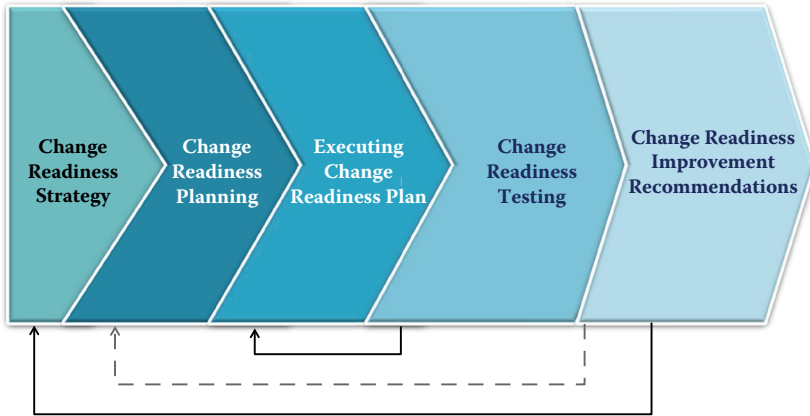 Change
Readiness
Strategy
Change
Readiness
Planning
Executing
Change
Readiness Plan
Change
Readiness
Testing
Change Readiness
Improvement
Recommendations